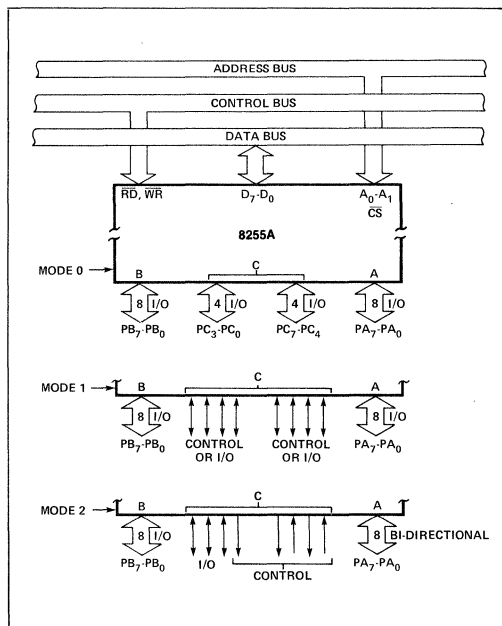 ADDRESS BUS
CONTROL BUS
DATA BUS
RD, WR D7-D0 A0-A1
CS
8255A
MODE 0 B C A
8 I/O 4 I/O 4 I/O 8 I/O
PB7-PB0 PC3-PC0 PC7-PC4 PA7-PA0
MODE 1 B C A
8 I/O 8 I/O
PB7-PB0 CONTROL OR I/O CONTROL OR I/O PA7-PA0
MODE 2 B C A
8 I/O 8 BI-DIRECTIONAL
PB7-PB0 I/O PA7-PA0
CONTROL